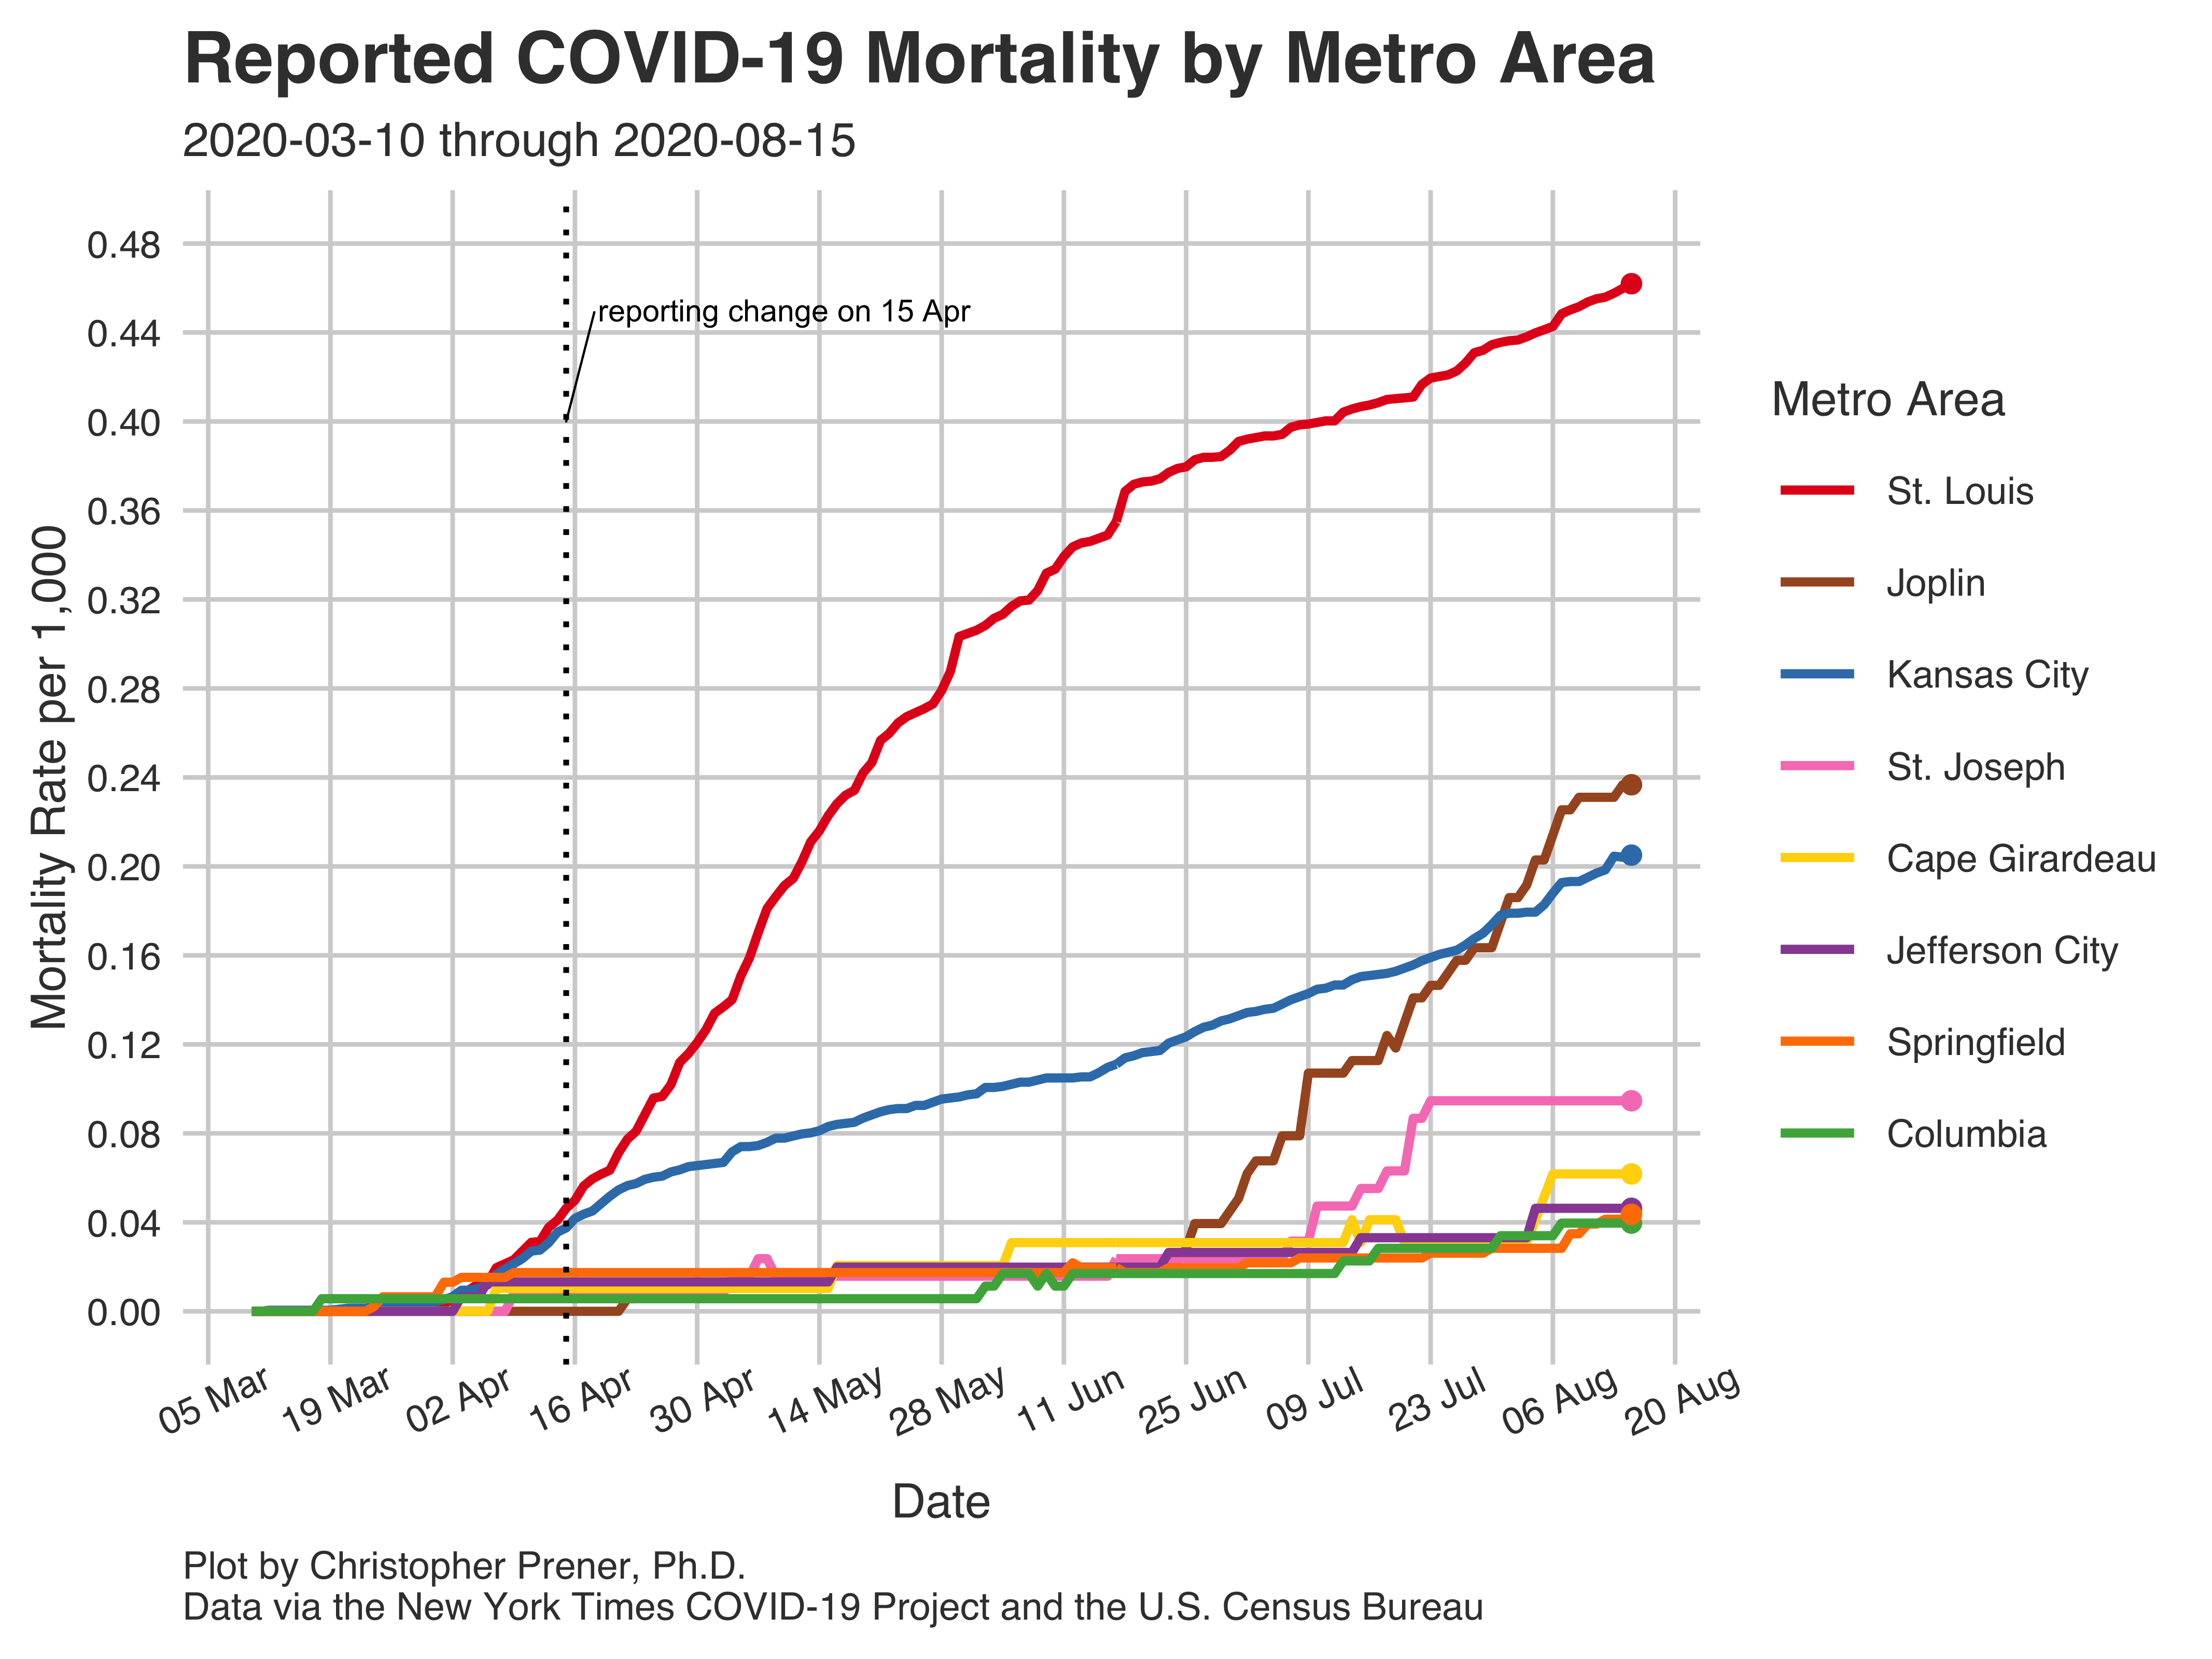 Reported COVID-19 Mortality by Metro Area
2020-03-10 through 2020-08-15
0.48
0.44
0.40
0.36
0.32
0.28
0.24
0.20
0.16
0.12
0.08
0.04
0.00
Mortality Rate per 1,000
reporting change on 15 Apr
05 Mar
19 Mar
02 Apr
16 Apr
30 Apr
14 May
28 May
11 Jun
25 Jun
09 Jul
23 Jul
06 Aug
20 Aug
Date
Metro Area
St. Louis
Joplin
Kansas City
St. Joseph
Cape Girardeau
Jefferson City
Springfield
Columbia
Plot by Christopher Prener, Ph.D.
Data via the New York Times COVID-19 Project and the U.S. Census Bureau